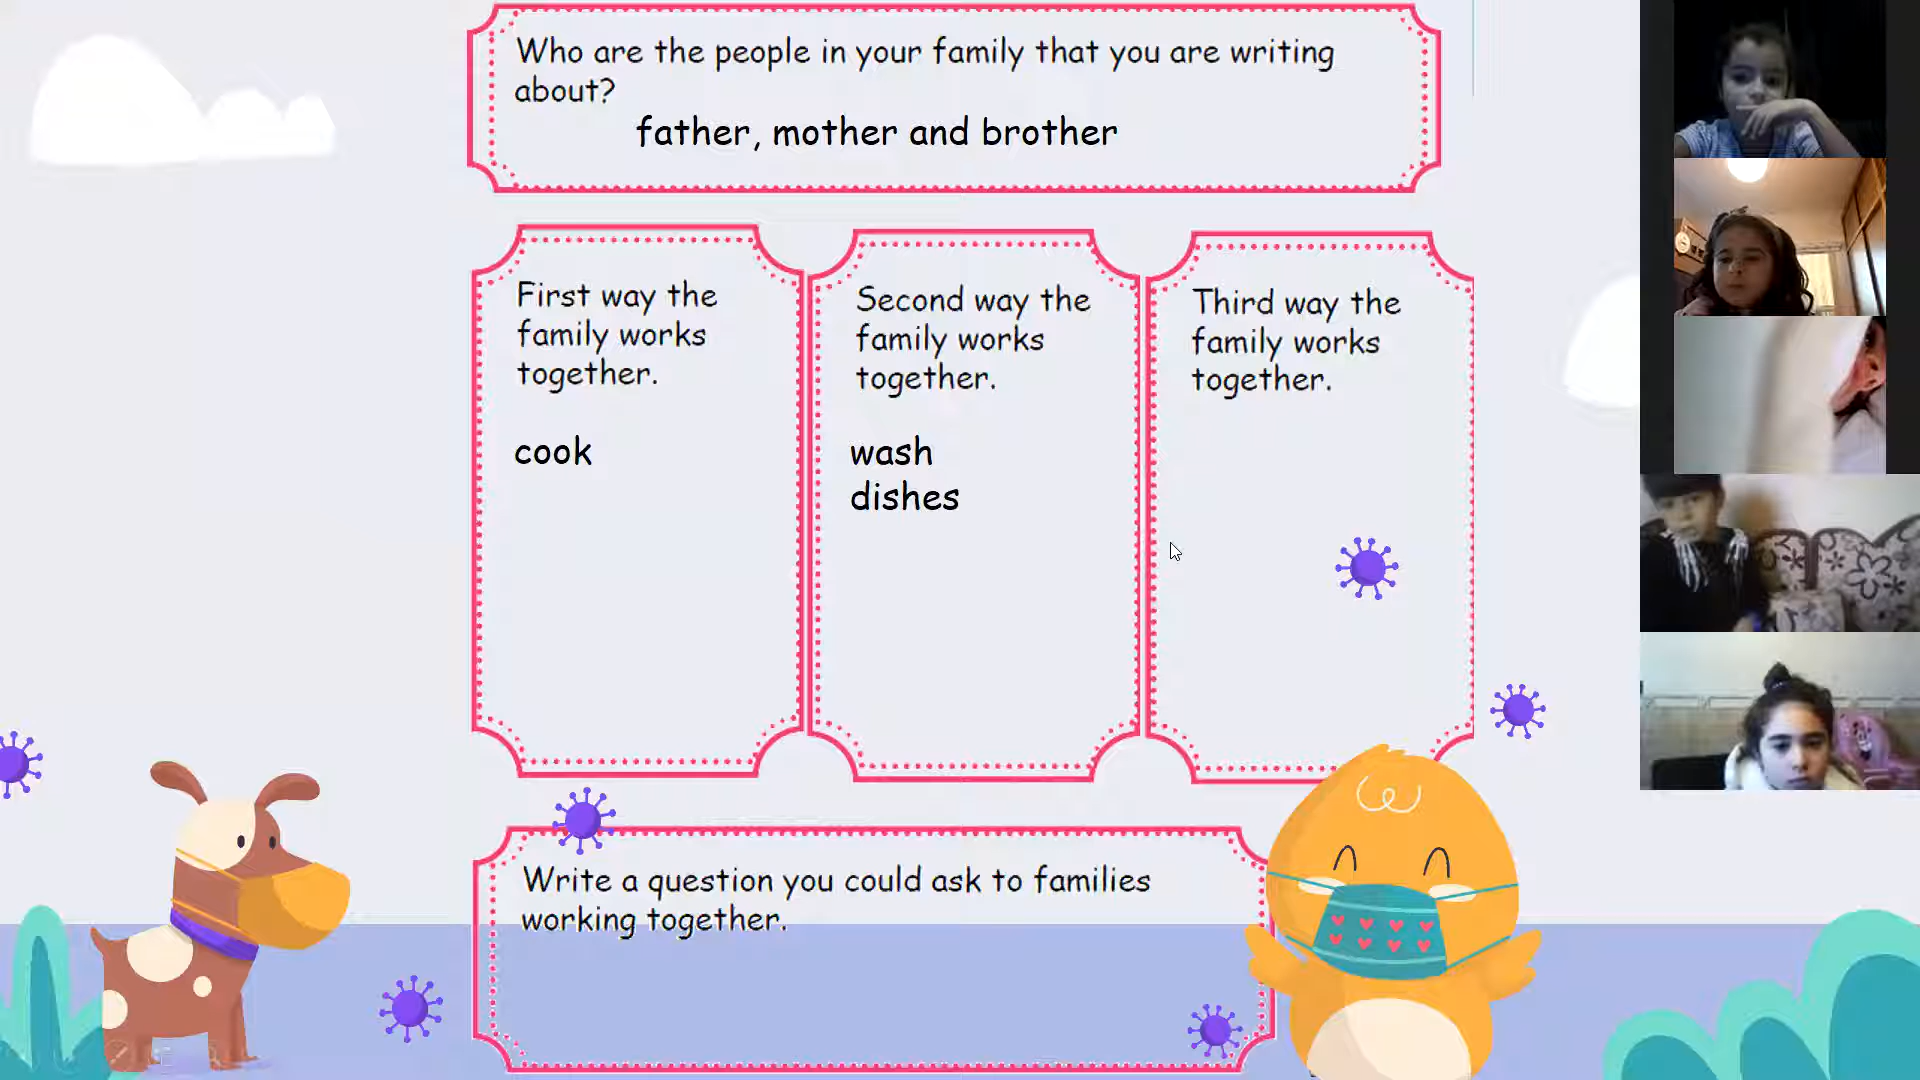 Who are the people in your family that you are writing
about?
father, mother and brother
First way the
family works
together.
cook
Second way the
family works
together.
wash
dishes
Third way the
family works
together.
Write a question you could ask to families
working together.